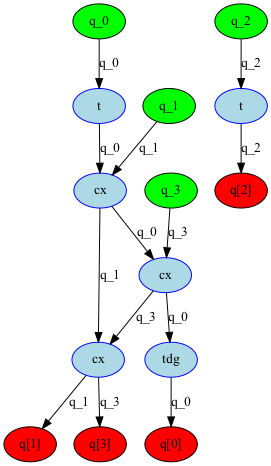 q_0 q_2
q_0 q_2
t q_1 t
q_0 q_1 q_2
cx q_3 q[2]
q_0 q_3
q_1 cx
q_3 q_0
cx tdg
q_1 q_3 q_0
q[1] q[3] q[0]